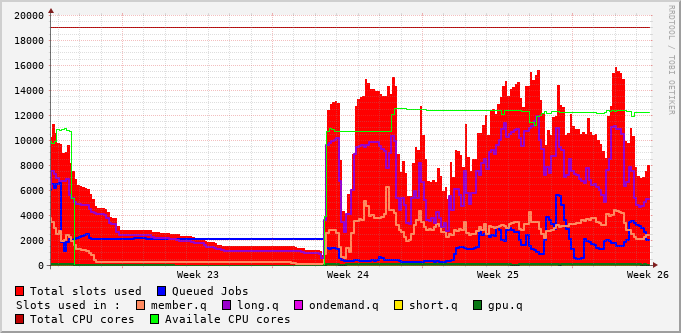 RRDTOOL / TOBI OETIKER
20000
18000
16000
14000
12000
10000
8000
6000
4000
2000
0
Week 23 Week 24 Week 25 Week 26
Total slots used Queued Jobs
Slots used in : member.q long.q ondemand.q short.q gpu.q
Total CPU cores Availale CPU cores